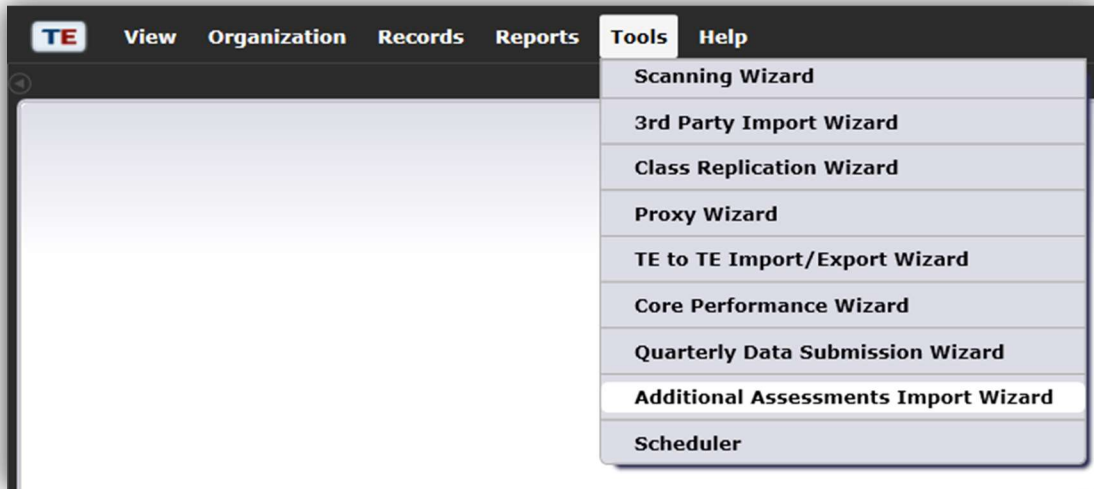 TE View Organization Records Reports Tools Help
Scanning Wizard
3rd Party Import Wizard
Class Replication Wizard
Proxy Wizard
TE to TE Import/Export Wizard
Core Performance Wizard
Quarterly Data Submission Wizard
Additional Assessments Import Wizard
Scheduler